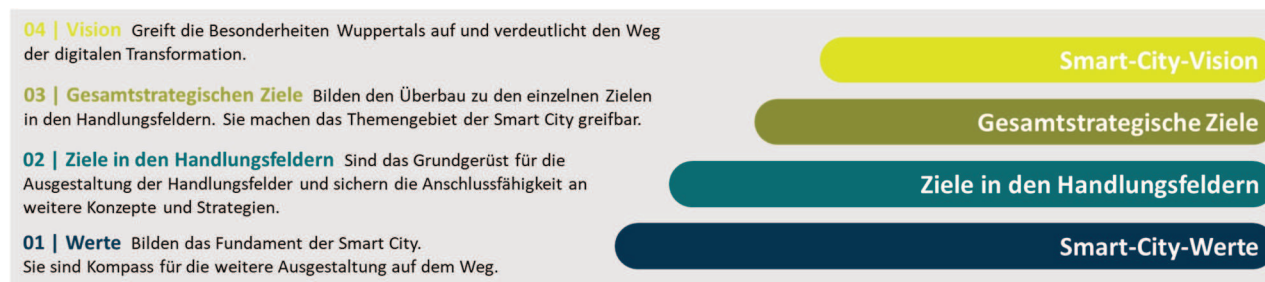 04 | Vision Greift die Besonderheiten Wuppertals auf und verdeutlicht den Weg
der digitalen Transformation.
03 | Gesamtstrategischen Ziele Bilden den Überbau zu den einzelnen Zielen
in den Handlungsfeldern. Sie machen das Themengebiet der Smart City greifbar.
02 | Ziele in den Handlungsfeldern Sind das Grundgerüst für die
Ausgestaltung der Handlungsfelder und sichern die Anschlussfähigkeit an
weitere Konzepte und Strategien.
01 | Werte Bilden das Fundament der Smart City.
Sie sind Kompass für die weitere Ausgestaltung auf dem Weg.
Smart-City-Vision
Gesamtstrategische Ziele
Ziele in den Handlungsfeldern
Smart-City-Werte